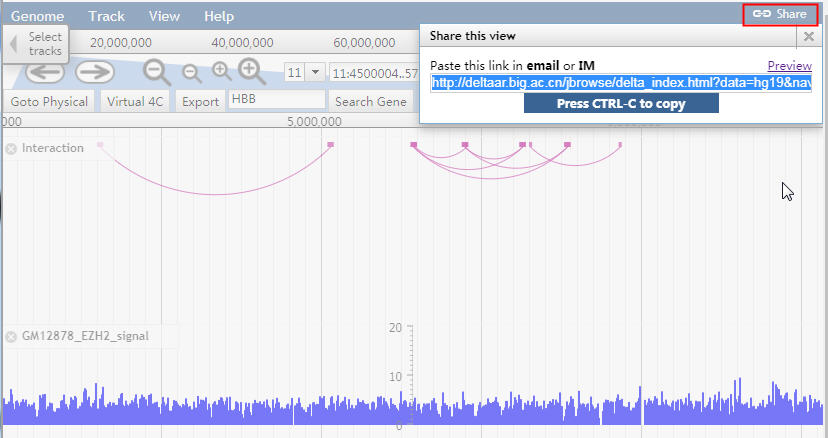 Genome Track View Help Share
Select
tracks
20,000,000 40,000,000 60,000,000
Share this view
Paste this link in email or IM Preview
http://deltaar.big.ac.cn/jbrowse/delta_index.html?data=hg19&nav
Press CTRL-C to copy
11 11:4500004..57
Goto Physical Virtual 4C Export HBB Search Gene
000 5,000,000
Interaction
GM12878_EZH2_signal
20
10
0